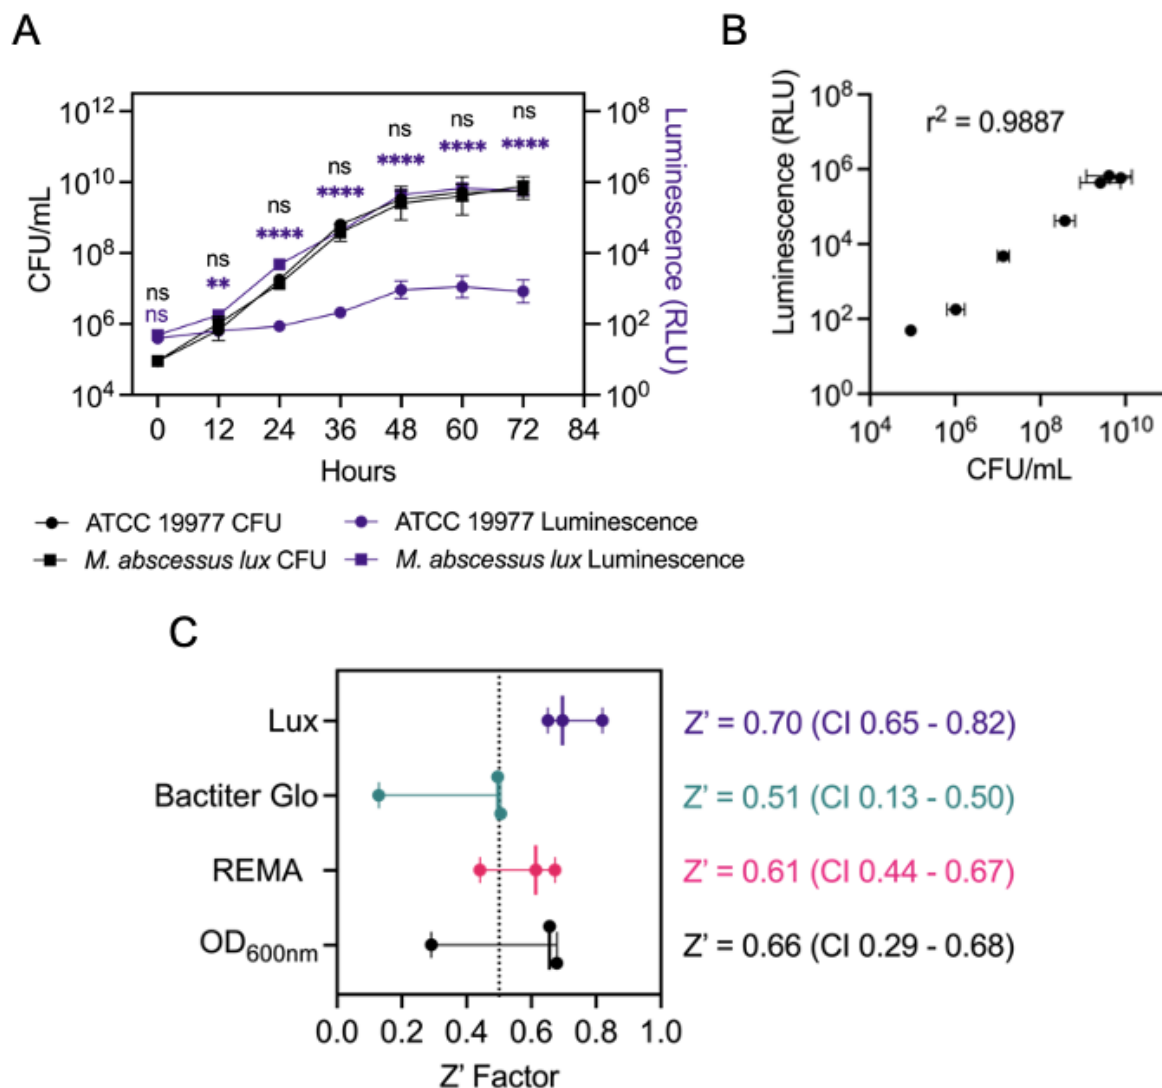 A
CFU/mL
10¹²
10¹⁰
10⁸
10⁶
10⁴
ns
ns
ns
**
ns
****
ns
****
ns
****
ns
****
ns
****
10⁸
10⁶
10⁴
10²
10⁰
Luminescence (RLU)
0 12 24 36 48 60 72 84
Hours
ATCC 19977 CFU
ATCC 19977 Luminescence
M. abscessus lux CFU
M. abscessus lux Luminescence
B
Luminescence (RLU)
10⁸
10⁶
10⁴
10²
10⁰
r² = 0.9887
10⁴ 10⁶ 10⁸ 10¹⁰
CFU/mL
C
Lux
Z' = 0.70 (CI 0.65 - 0.82)
Bactiter Glo
Z' = 0.51 (CI 0.13 - 0.50)
REMA
Z' = 0.61 (CI 0.44 - 0.67)
OD₆₀₀ₙₘ
Z' = 0.66 (CI 0.29 - 0.68)
0.0 0.2 0.4 0.6 0.8 1.0
Z' Factor